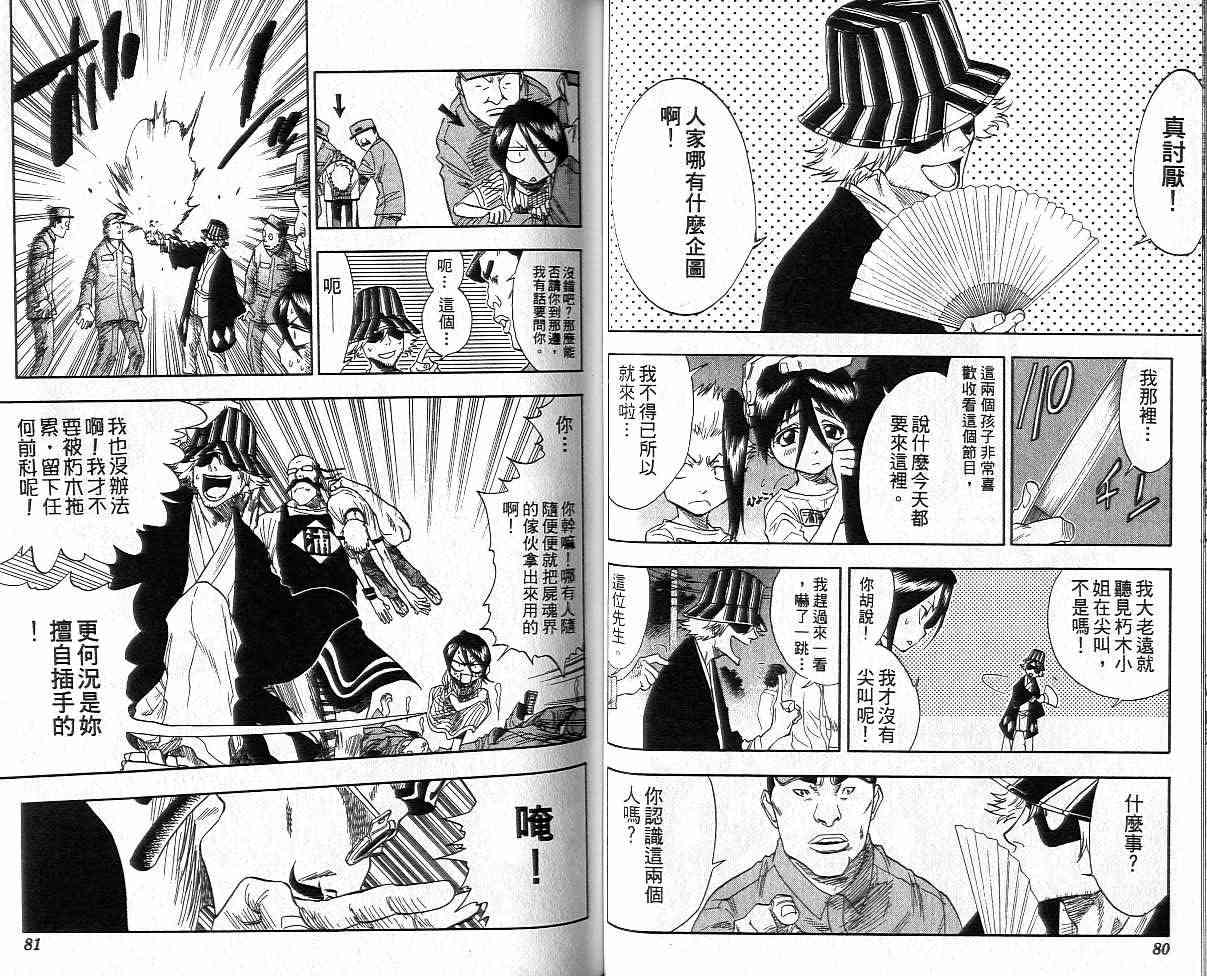 真討厭！
人家哪有什麼企圖
啊！
我那裡…
說什麼今天都
要來這裡。
這兩個孩子非常喜
歡收看這個節目，
我不得已所以
就來啦…
浦
我大老遠就
聽見朽木小
姐在尖叫，
不是嗎！
你胡說！
我才沒有
尖叫呢！
我趕過來一看
，嚇了一跳…
這位先生。
什麼事？
你認識這兩個
人嗎？
80
沒錯吧？那麼能
否請你到那邊，
我有話要問你。
呃…這個…
呃
你…
你幹嘛！哪有人隨
隨便便就把屍魂界
的傢伙拿出來用的
啊！
浦
我也沒辦法
啊！我才不
要被朽木拖
累，留下任
何前科呢！
更何況是妳
擅自插手的
！
唵！
81